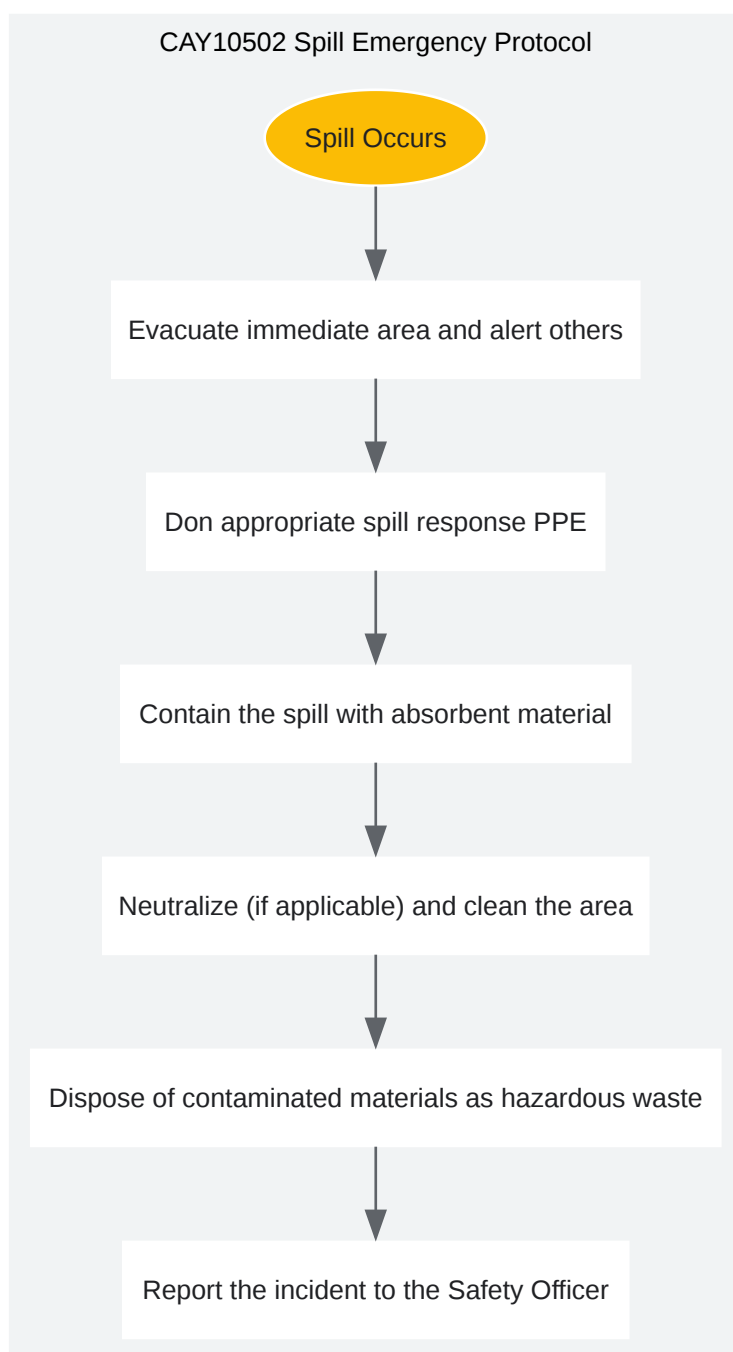 CAY10502 Spill Emergency Protocol
Spill Occurs
Evacuate immediate area and alert others
Don appropriate spill response PPE
Contain the spill with absorbent material
Neutralize (if applicable) and clean the area
Dispose of contaminated materials as hazardous waste
Report the incident to the Safety Officer